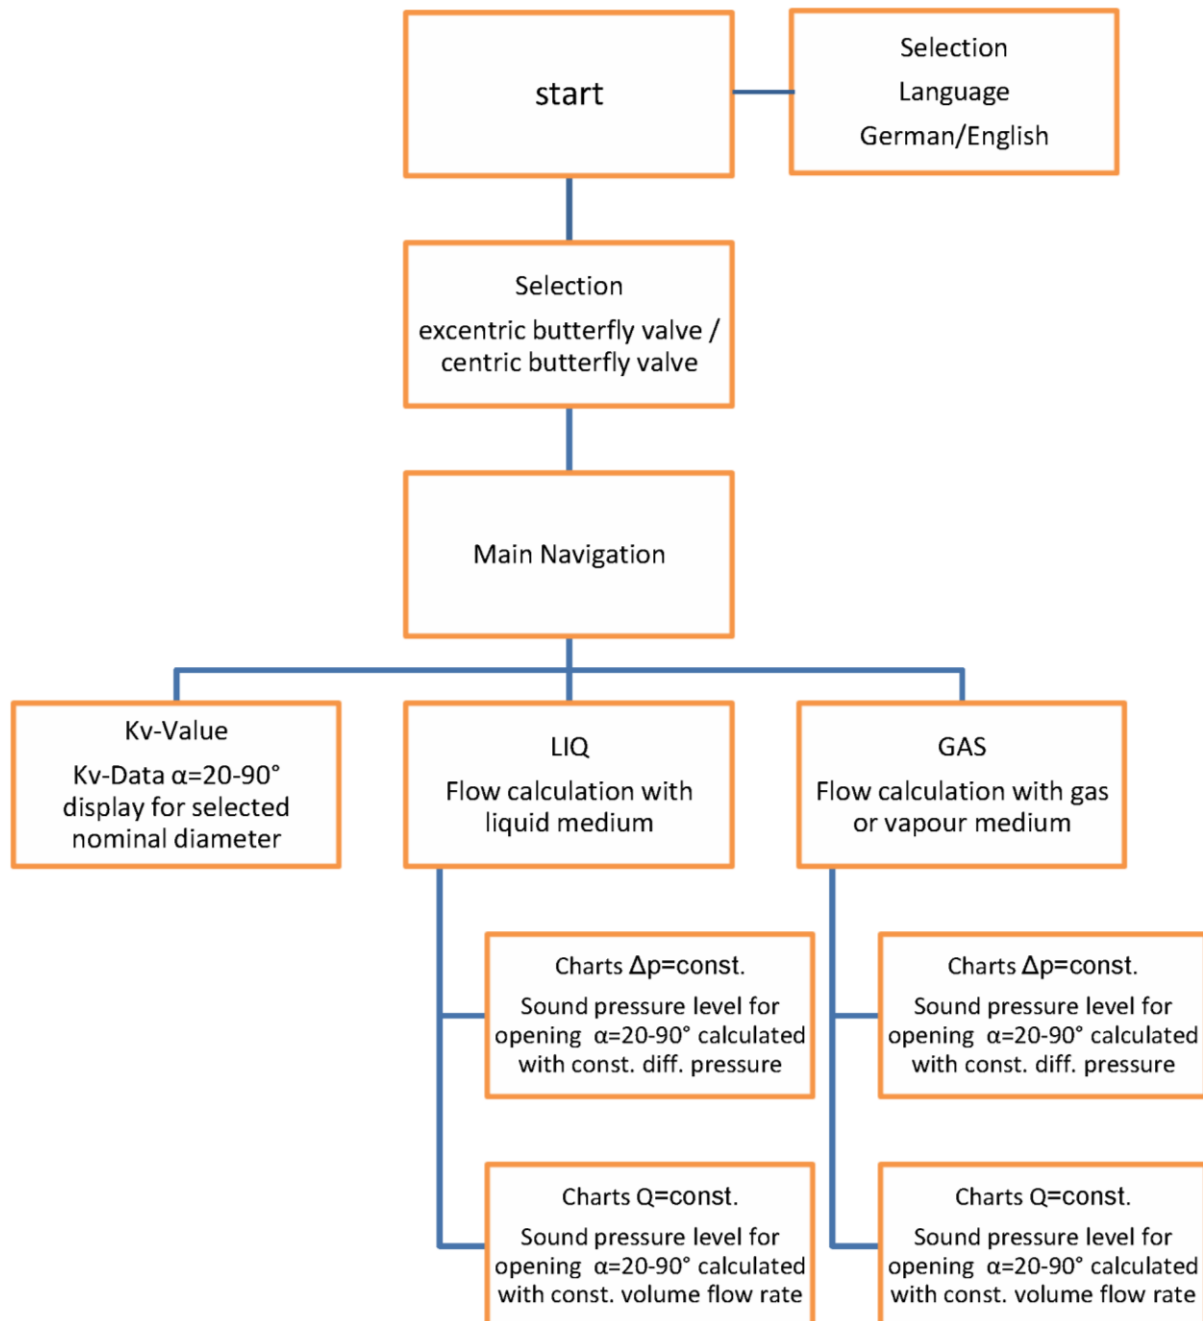 start
Selection
Language
German/English
Selection
excentric butterfly valve /
centric butterfly valve
Main Navigation
Kv-Value
Kv-Data α=20-90°
display for selected
nominal diameter
LIQ
Flow calculation with
liquid medium
GAS
Flow calculation with gas
or vapour medium
Charts Δp=const.
Sound pressure level for
opening α=20-90° calculated
with const. diff. pressure
Charts Δp=const.
Sound pressure level for
opening α=20-90° calculated
with const. diff. pressure
Charts Q=const.
Sound pressure level for
opening α=20-90° calculated
with const. volume flow rate
Charts Q=const.
Sound pressure level for
opening α=20-90° calculated
with const. volume flow rate